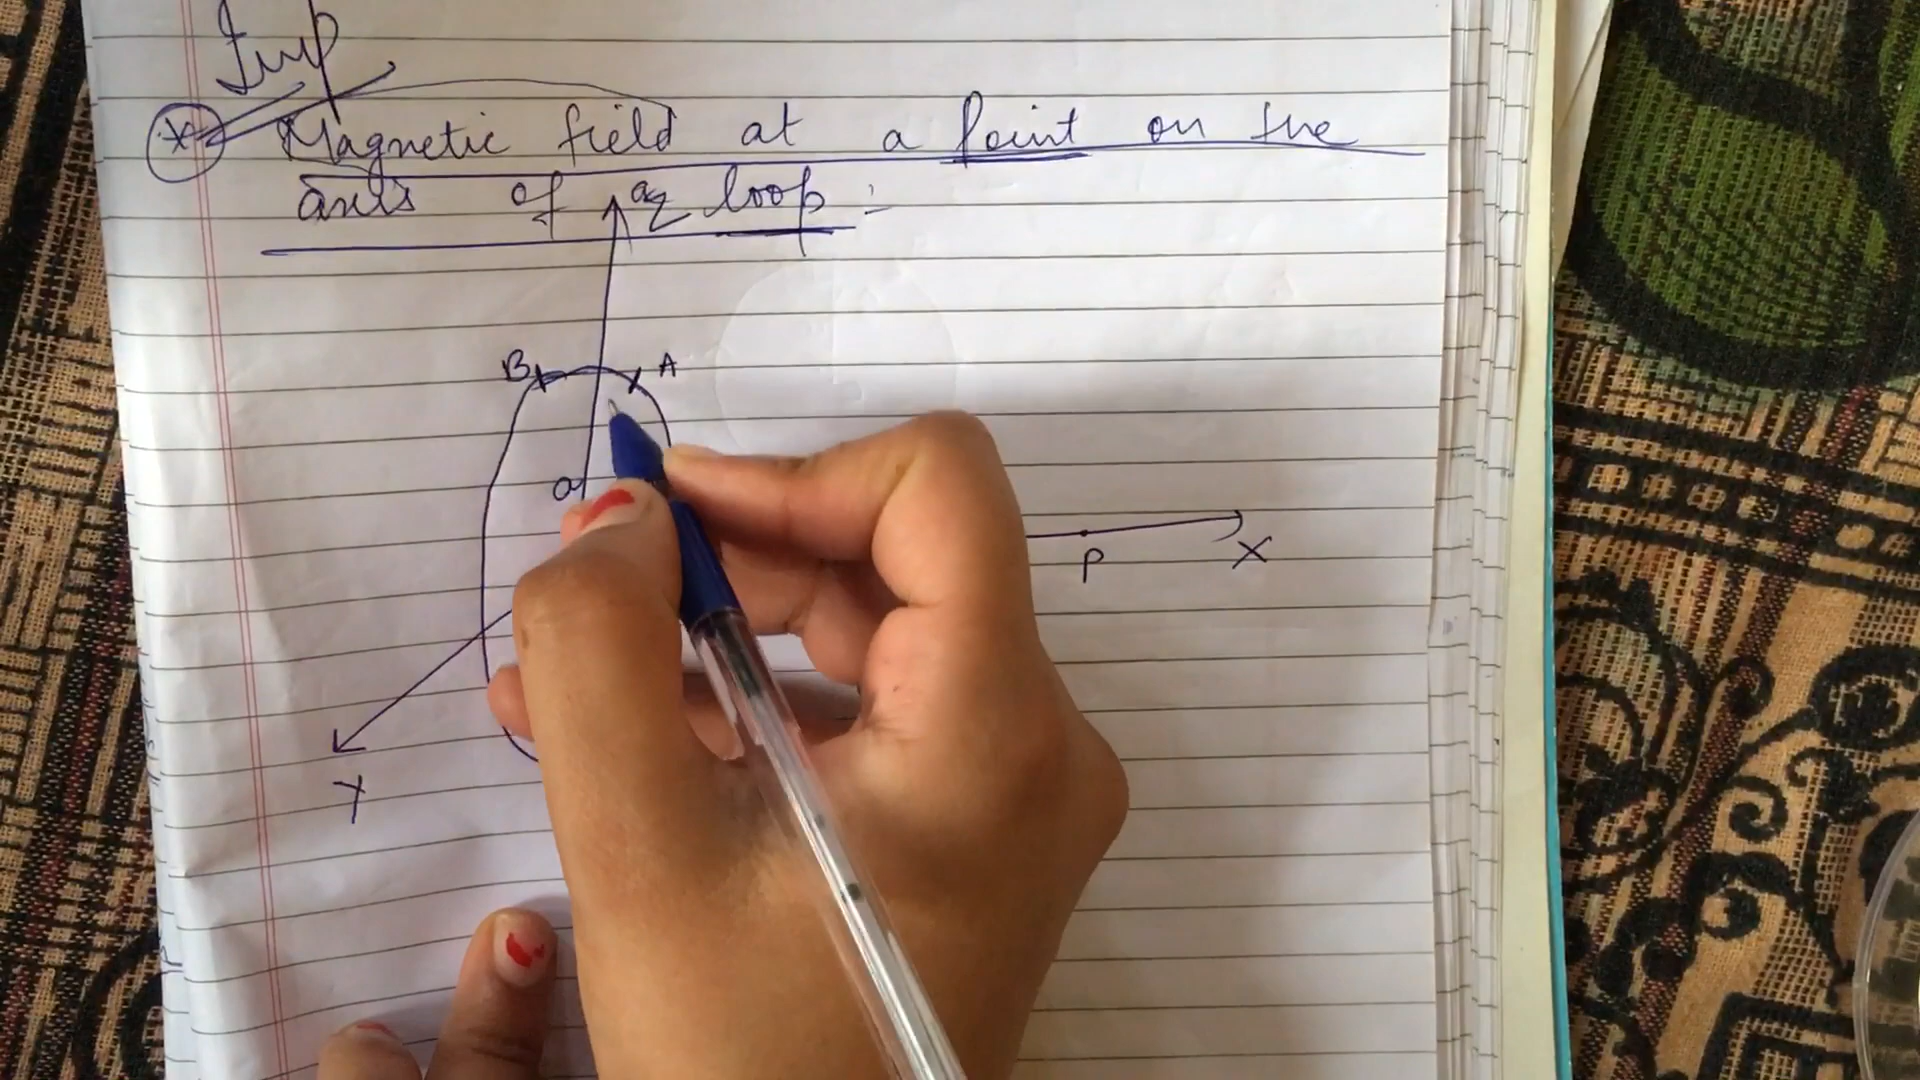 Imp
* Magnetic field at a point on the
axis of a loop :
Z
B A
a
P
X
Y